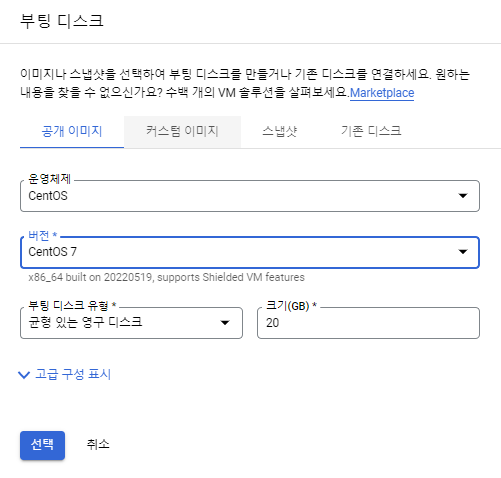 부팅 디스크
이미지나 스냅샷을 선택하여 부팅 디스크를 만들거나 기존 디스크를 연결하세요. 원하는
내용을 찾을 수 없으신가요? 수백 개의 VM 솔루션을 살펴보세요.Marketplace
공개 이미지 커스텀 이미지 스냅샷 기존 디스크
운영체제
CentOS
버전 *
CentOS 7
x86_64 built on 20220519, supports Shielded VM features
부팅 디스크 유형 * 크기(GB) *
균형 있는 영구 디스크 20
고급 구성 표시
선택 취소